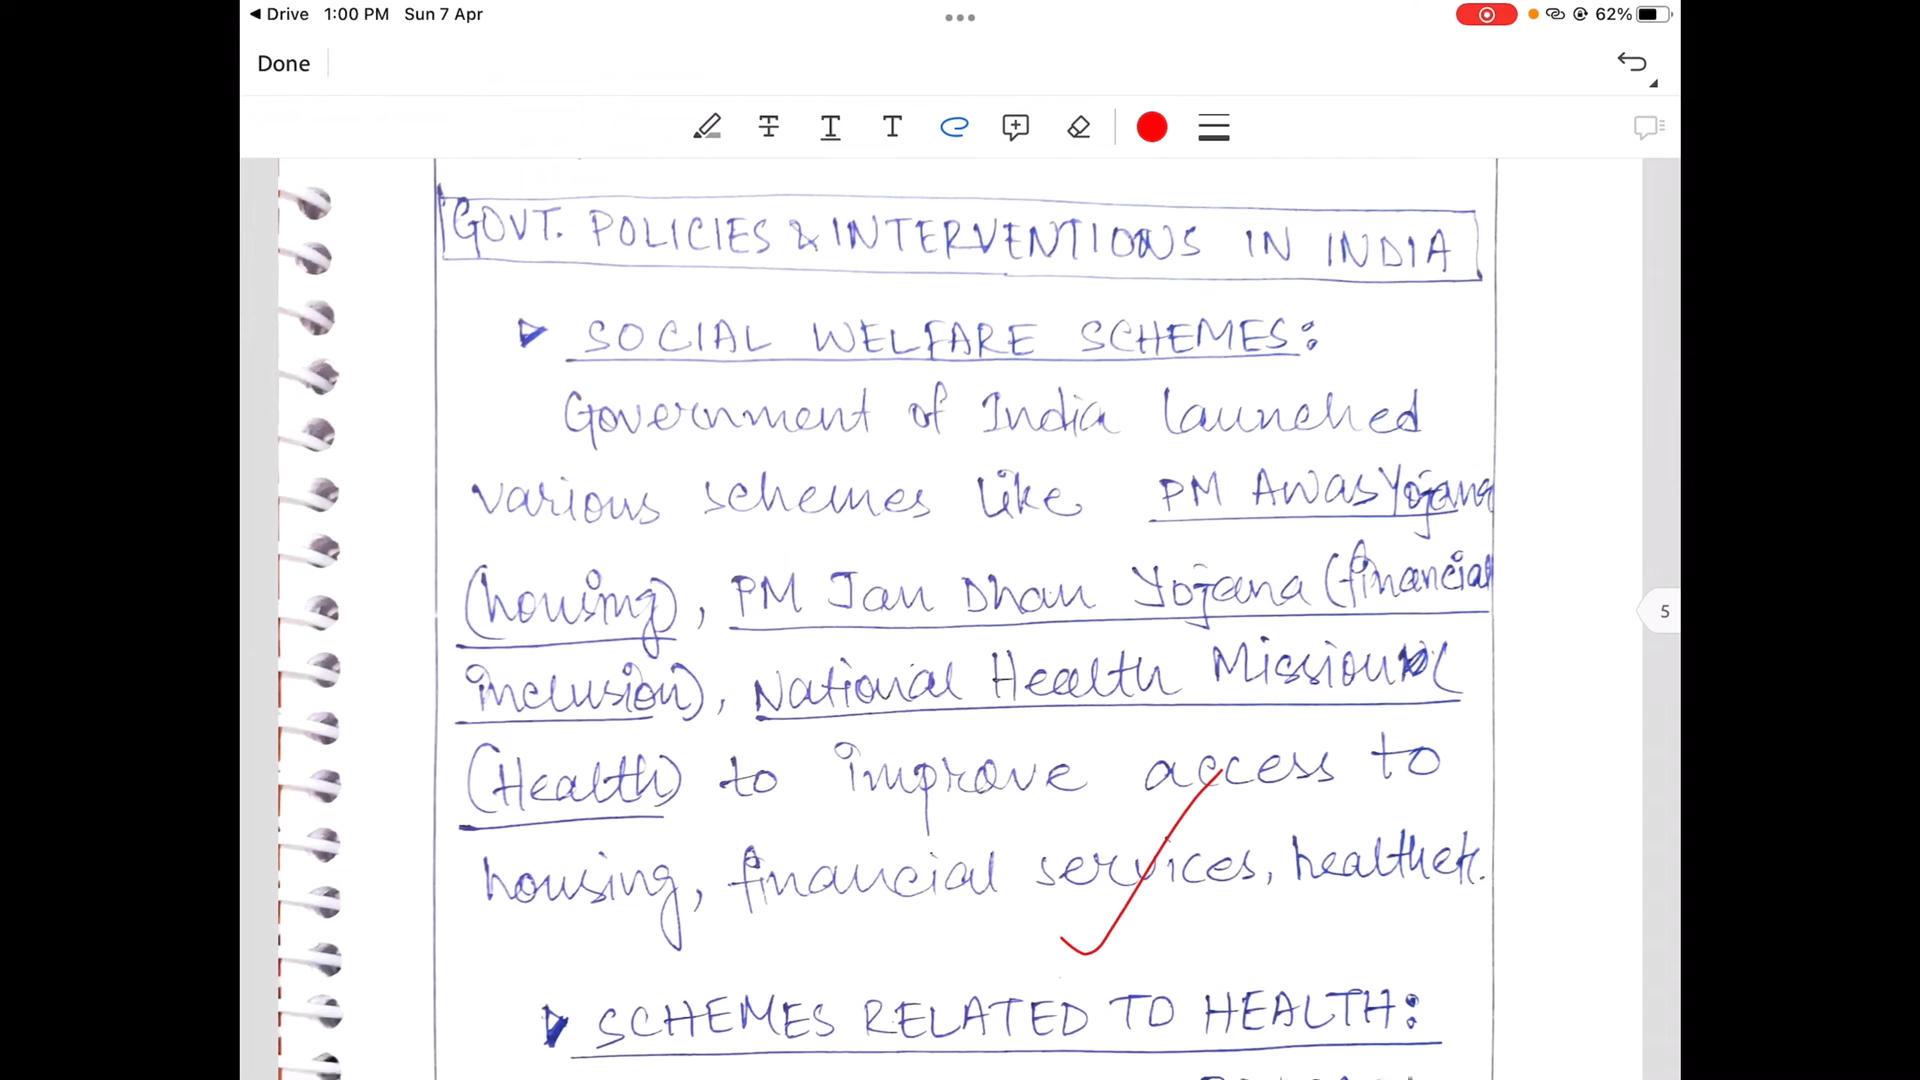 Drive 1:00 PM Sun 7 Apr
62%
Done
T T T
GOVT. POLICIES & INTERVENTIONS IN INDIA
SOCIAL WELFARE SCHEMES:
Government of India launched
various schemes like PM AWAS Yojana
(housing), PM Jan Dhan Yojana (financial
inclusion), National Health Mission (
(Health) to improve access to
housing, financial services, health etc.
5
SCHEMES RELATED TO HEALTH: